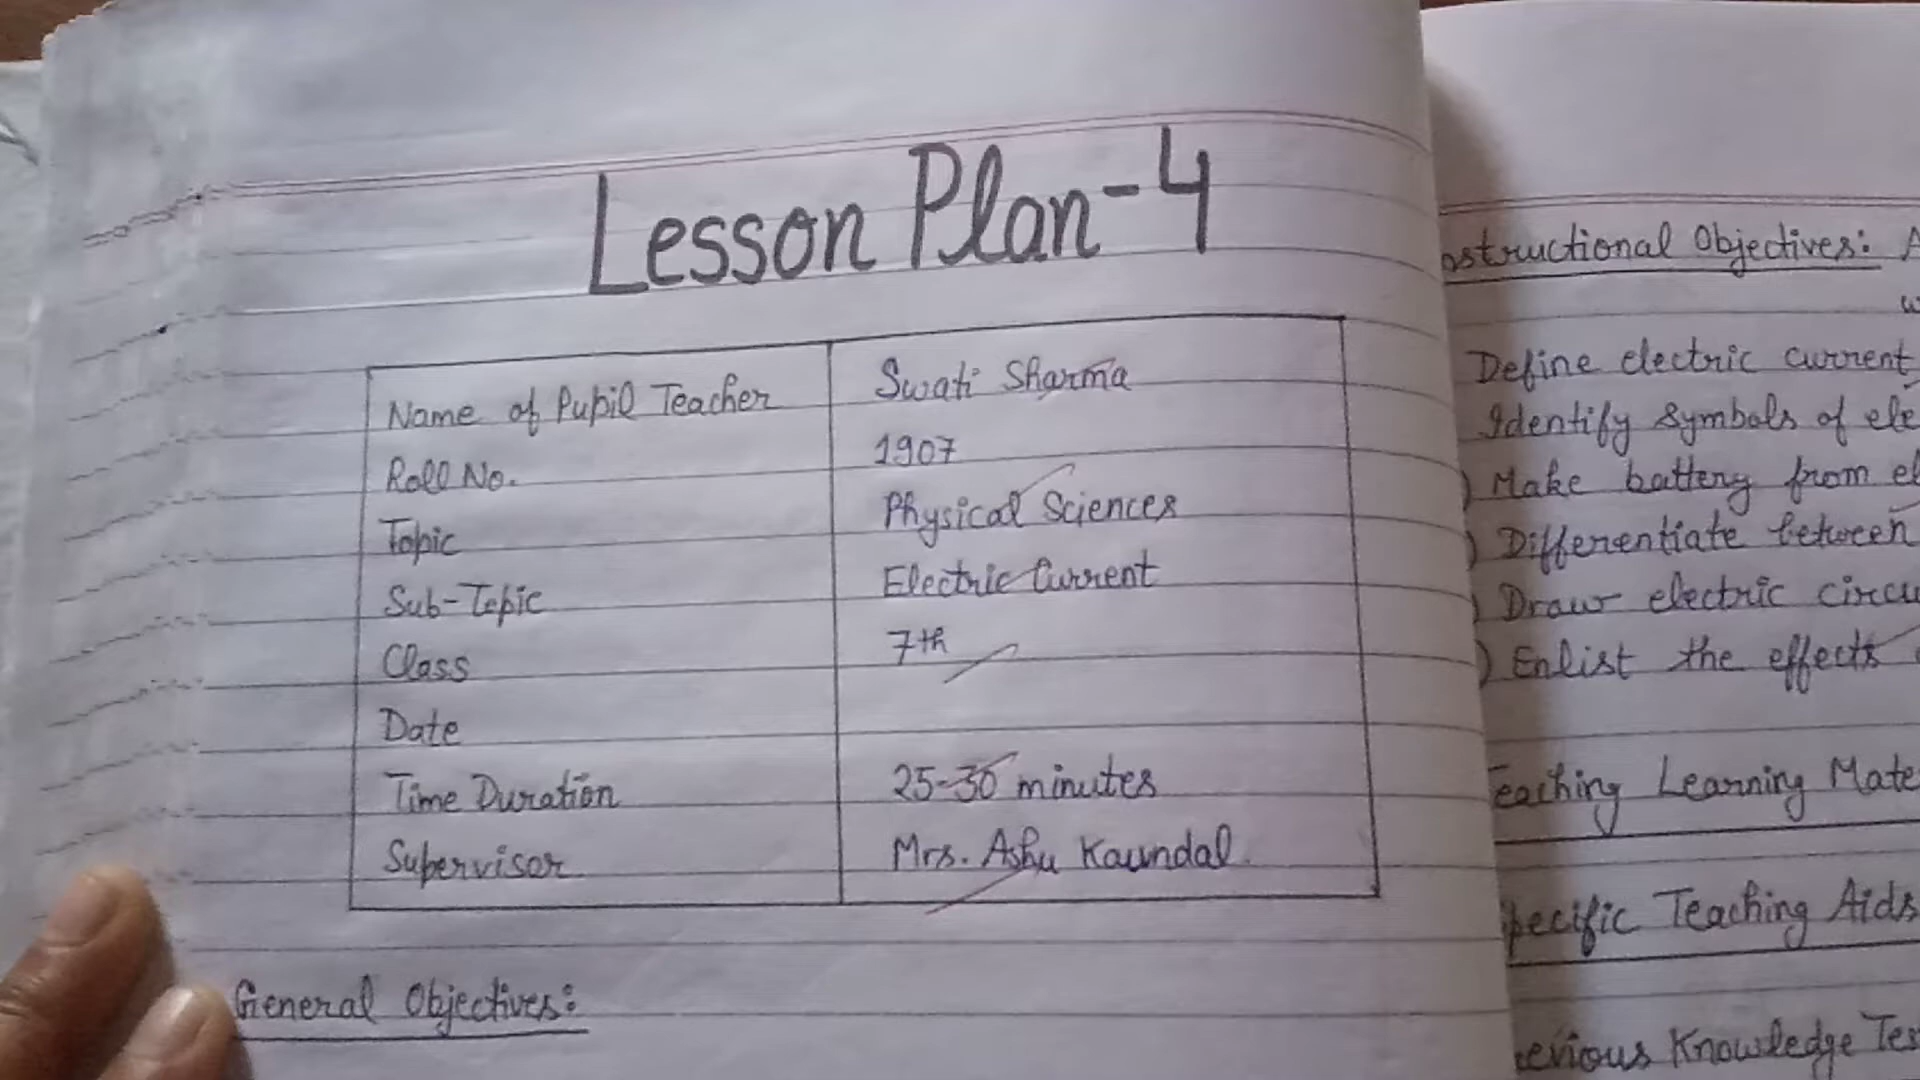 Lesson Plan-4
Name of Pupil Teacher Swati Sharma
Roll No. 1907
Topic Physical Sciences
Sub-Topic Electric Current
Class 7th
Date
Time Duration 25-30 minutes
Supervisor Mrs. Ashu Kaundal.
General Objectives:
nstructional Objectives: A
Define electric current
Identify symbols of ele
) Make battery from el
) Differentiate between
) Draw electric circu
) Enlist the effects
eaching Learning Mate
pecific Teaching Aids
evious Knowledge Tes